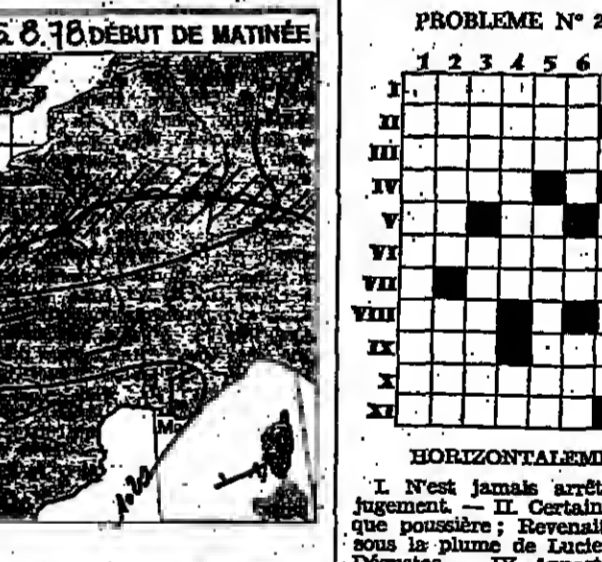 8.78 DÉBUT DE MATINÉE
PROBLEME N° 2
1 2 3 4 5 6
I
II
III
IV
V
VI
VII
VIII
IX
X
XI
HORIZONTALEM
I. N'est jamais arrêt
jugement. — II. Certain
que poussière ; Revenait
sous la plume de Lucie